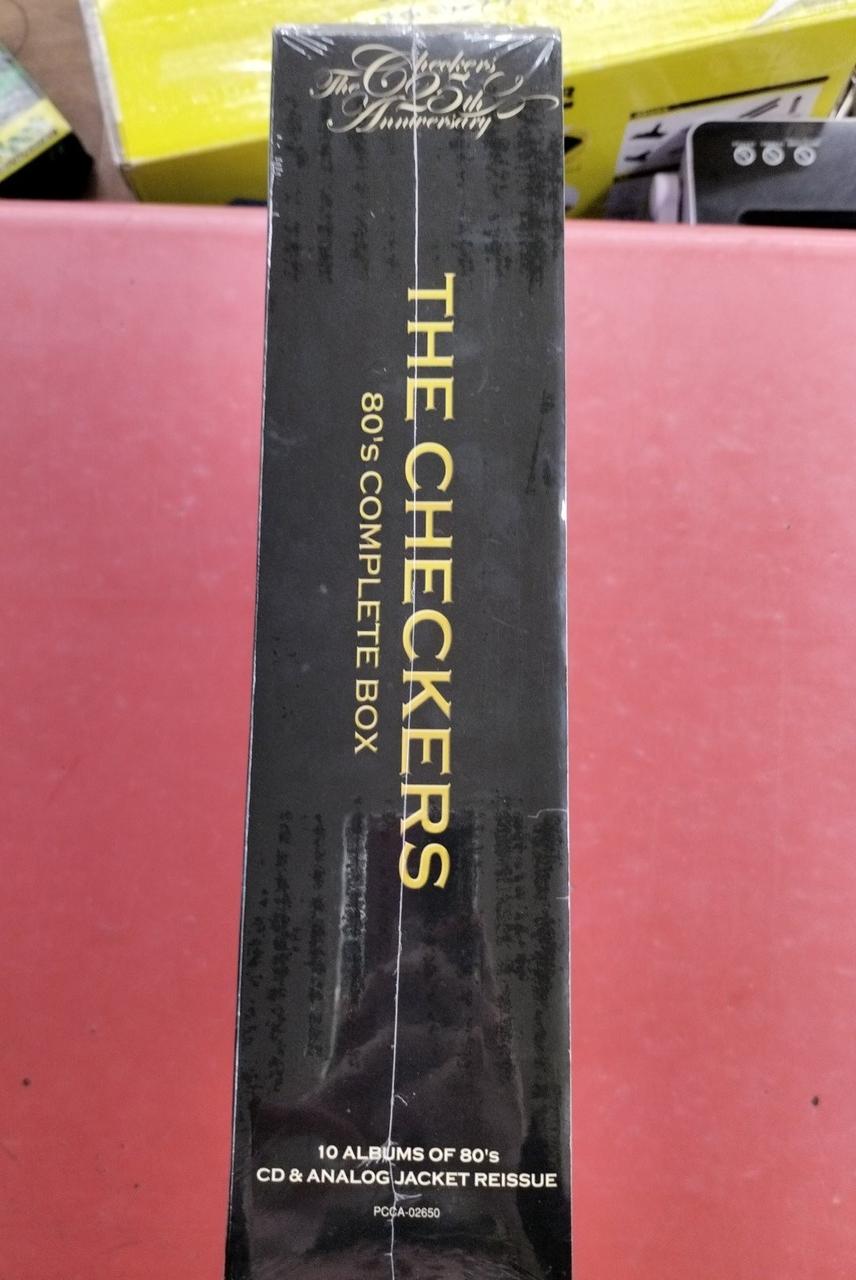 The Checkers
25th
Anniversary
THE CHECKERS
80's COMPLETE BOX
10 ALBUMS OF 80's
CD & ANALOG JACKET REISSUE
PCCA-02650